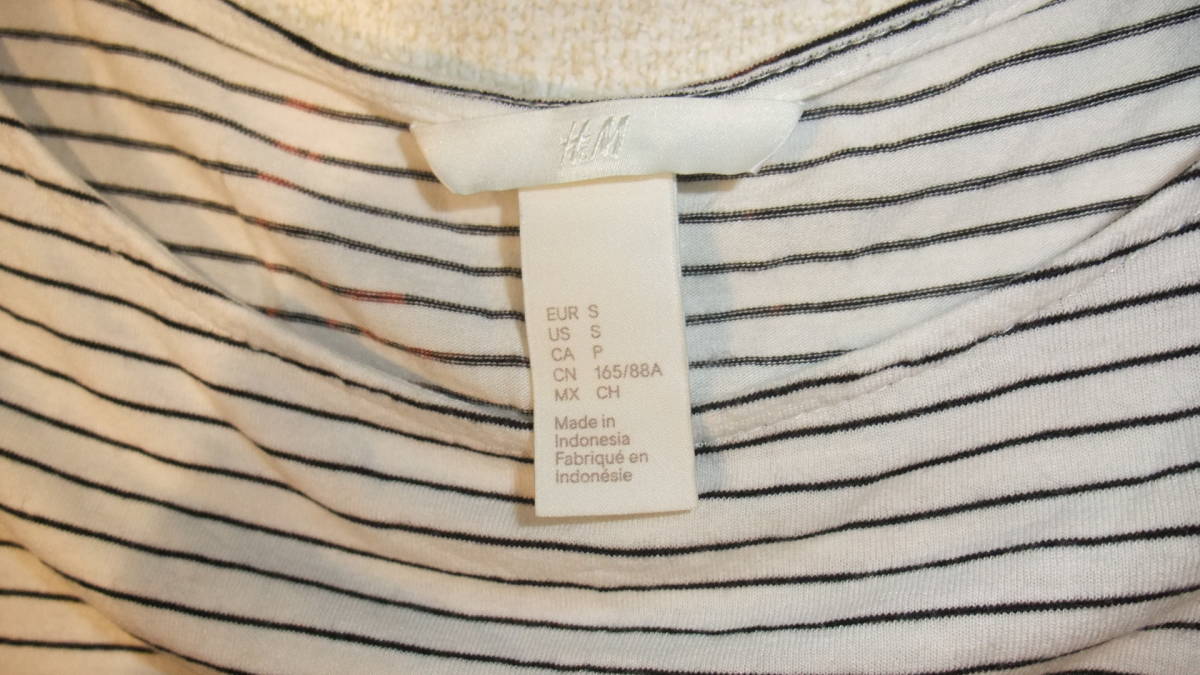 H&M
EUR S
US S
CA P
CN 165/88A
MX CH
Made in
Indonesia
Fabriqué en
Indonésie